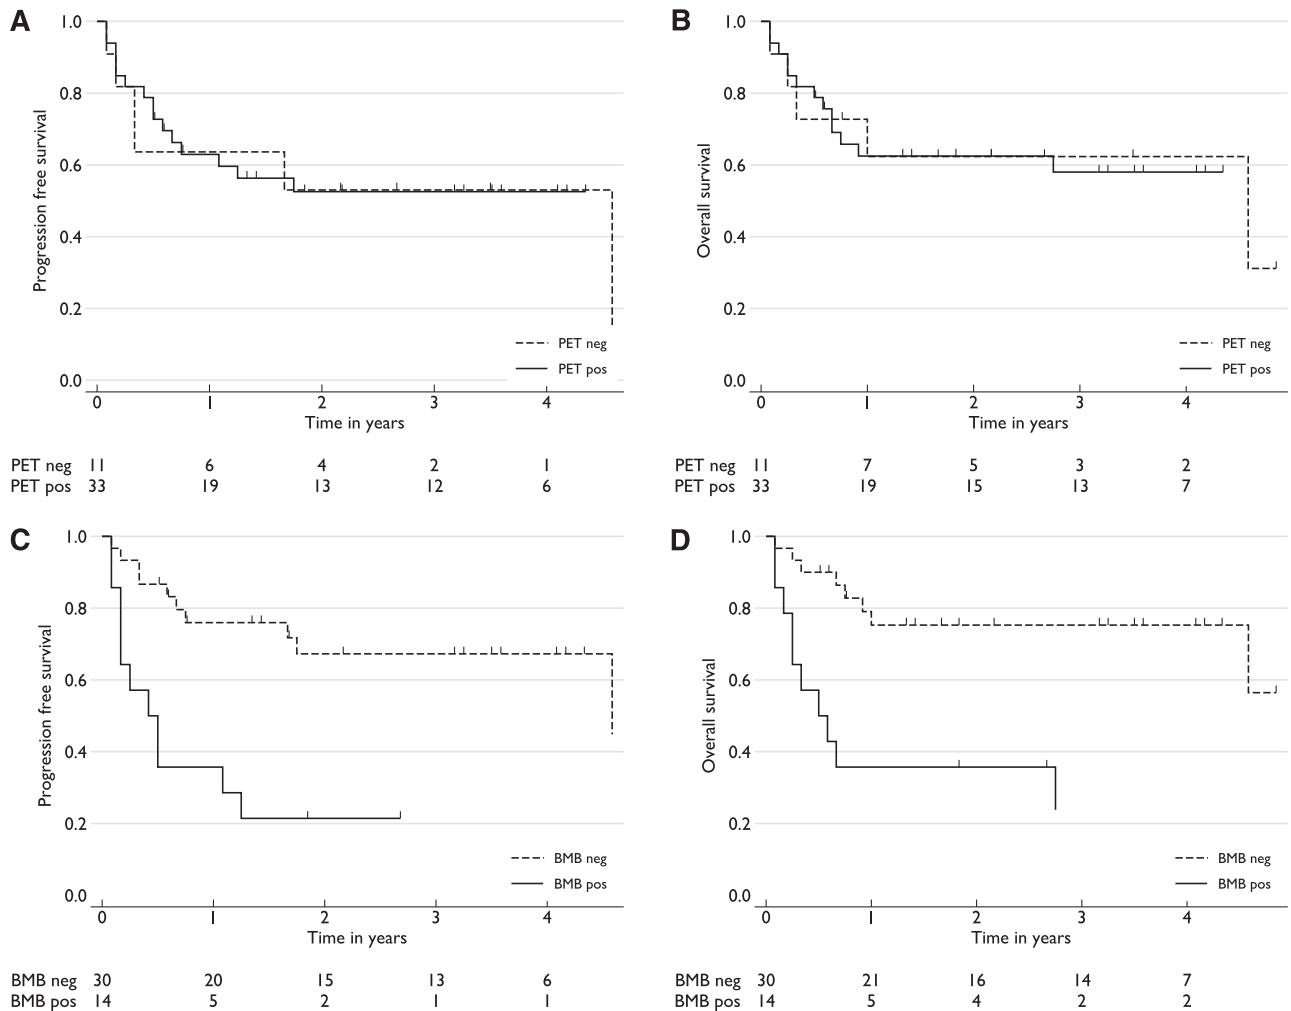 A
1.0
0.8
0.6
0.4
0.2
0.0
Progression free survival
PET neg
PET pos
0 1 2 3 4
Time in years
PET neg 11 6 4 2 1
PET pos 33 19 13 12 6
B
1.0
0.8
0.6
0.4
0.2
0.0
Overall survival
PET neg
PET pos
0 1 2 3 4
Time in years
PET neg 11 7 5 3 2
PET pos 33 19 15 13 7
C
1.0
0.8
0.6
0.4
0.2
0.0
Progression free survival
BMB neg
BMB pos
0 1 2 3 4
Time in years
BMB neg 30 20 15 13 6
BMB pos 14 5 2 1 1
D
1.0
0.8
0.6
0.4
0.2
0.0
Overall survival
BMB neg
BMB pos
0 1 2 3 4
Time in years
BMB neg 30 21 16 14 7
BMB pos 14 5 4 2 2